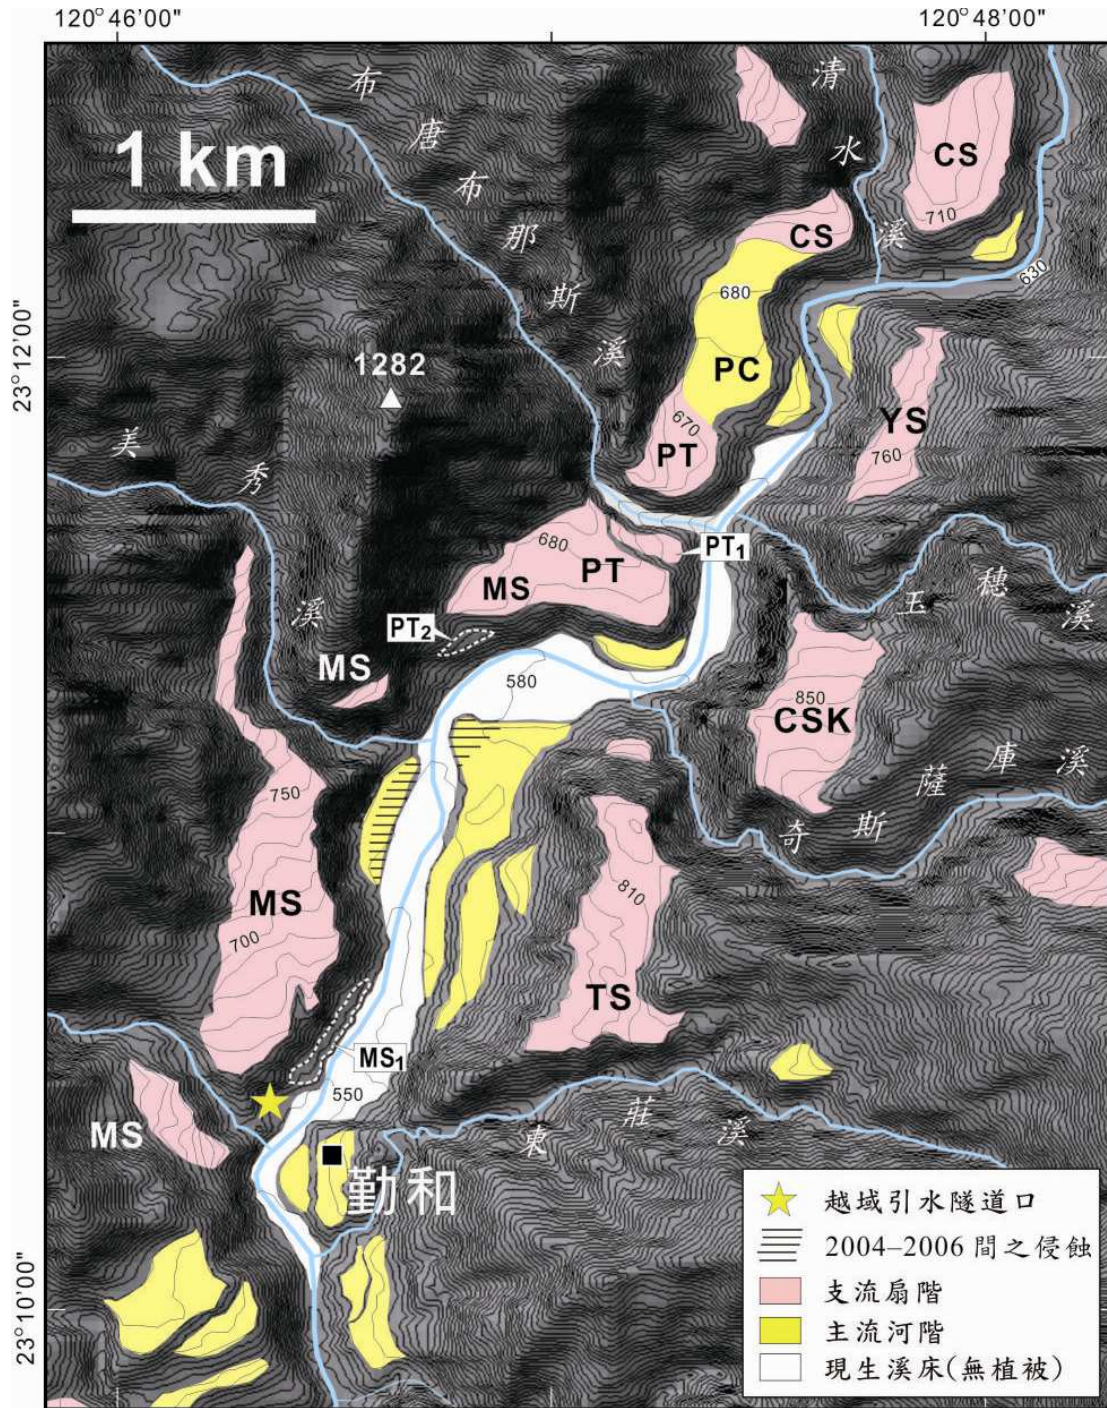 120°46'00"
120°48'00"
1 km
布唐布那斯溪
清水溪
CS
710
CS
630
680
23°12'00"
1282
PC
670
PT
YS
760
美秀溪
680
PT
MS
PT1
玉穗溪
PT2
MS
580
850
CSK
奇斯薩庫溪
750
MS
700
810
TS
MS1
550
MS
東莊溪
勤和
23°10'00"
越域引水隧道口
2004–2006 間之侵蝕
支流扇階
主流河階
現生溪床(無植被)